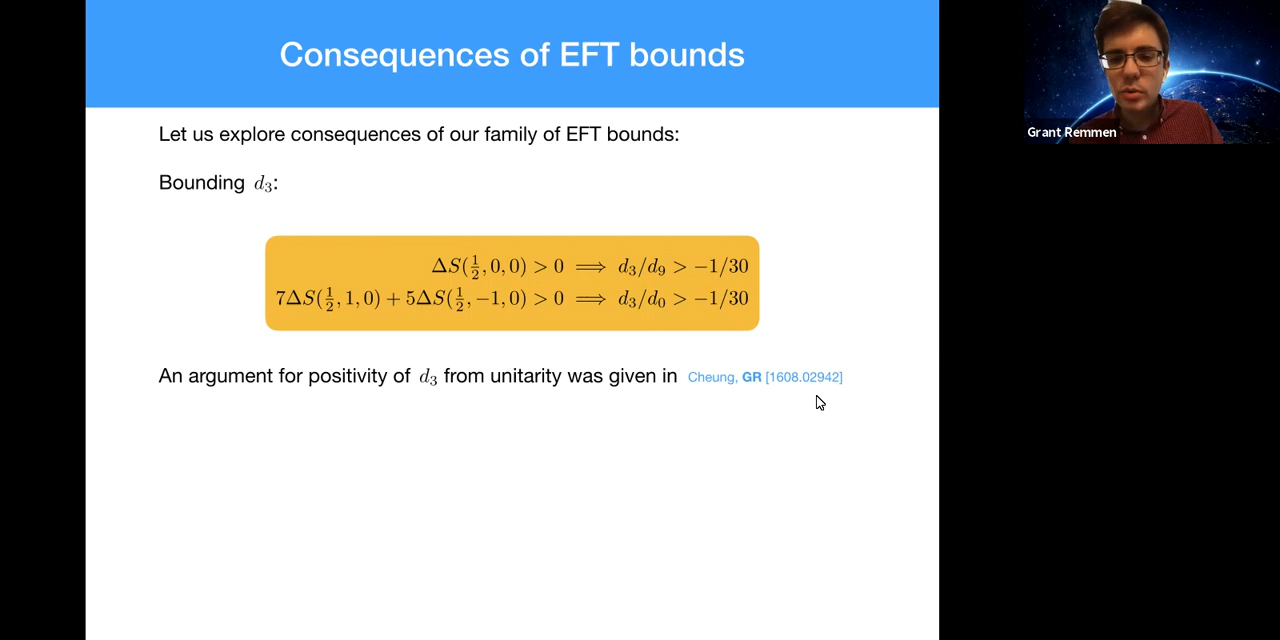 Consequences of EFT bounds
Let us explore consequences of our family of EFT bounds:
Bounding d₃:
ΔS(½, 0, 0) > 0 ⟹ d₃/d₉ > −1/30
7ΔS(½, 1, 0) + 5ΔS(½, −1, 0) > 0 ⟹ d₃/d₀ > −1/30
An argument for positivity of d₃ from unitarity was given in Cheung, GR [1608.02942]
Grant Remmen